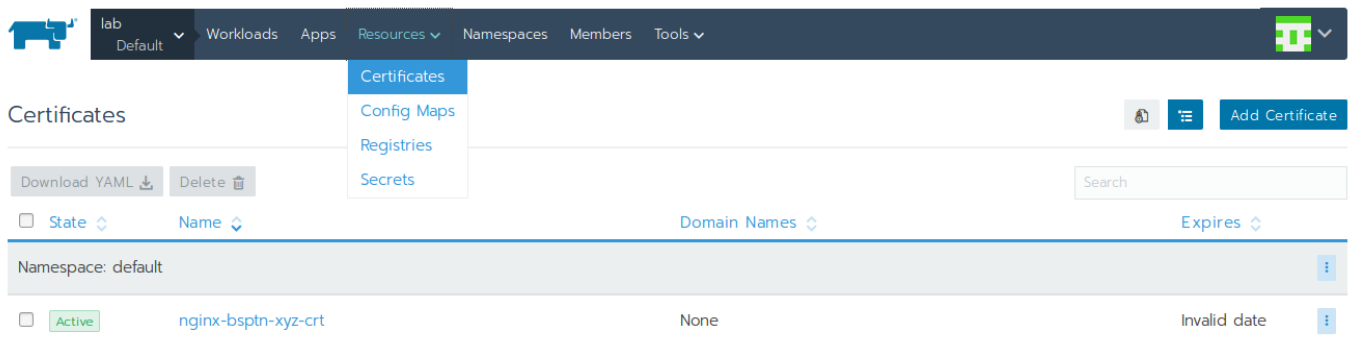 lab
Default
Workloads Apps Resources Namespaces Members Tools
Certificates
Config Maps
Registries
Secrets
Certificates
Add Certificate
Download YAML Delete
Search
State Name Domain Names Expires
Namespace: default
Active nginx-bsptn-xyz-crt None Invalid date